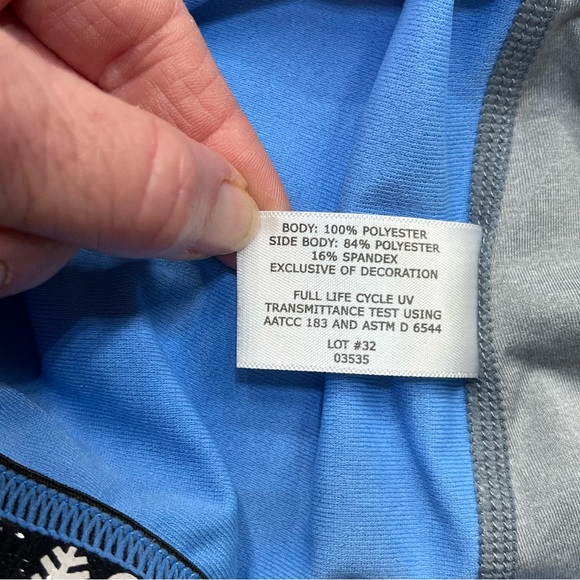 BODY: 100% POLYESTER
SIDE BODY: 84% POLYESTER
16% SPANDEX
EXCLUSIVE OF DECORATION
FULL LIFE CYCLE UV
TRANSMITTANCE TEST USING
AATCC 183 AND ASTM D 6544
LOT #32
03535